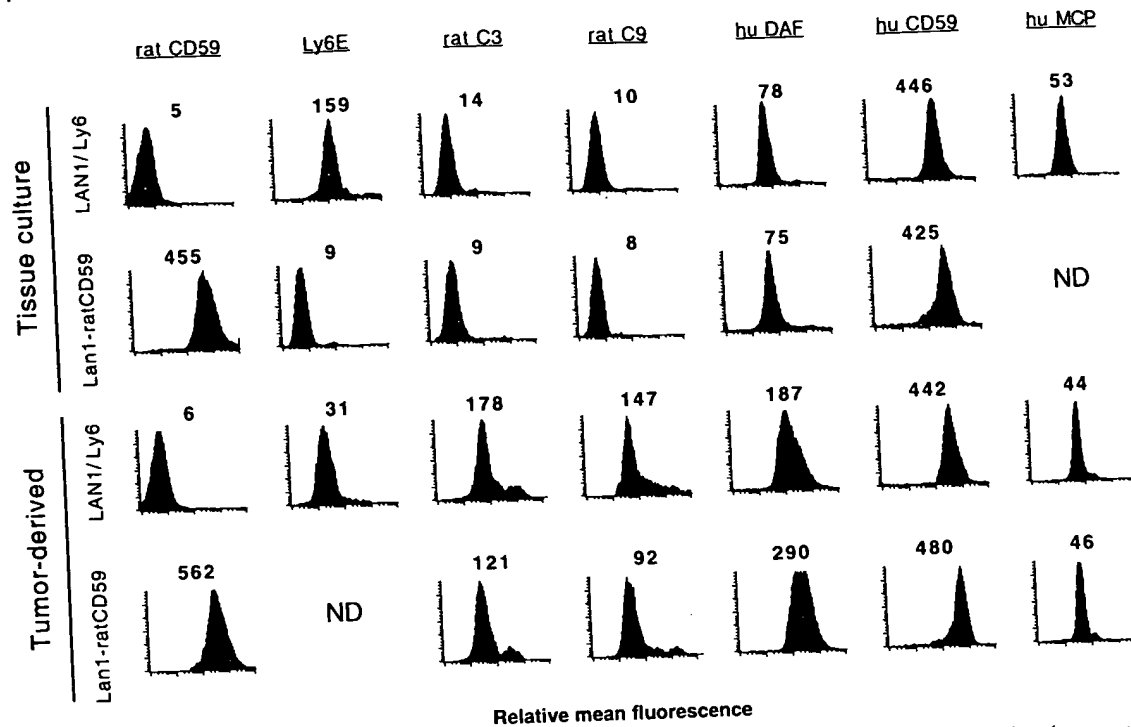 rat CD59 Ly6E rat C3 rat C9 hu DAF hu CD59 hu MCP
Tissue culture
LAN1/Ly6
5 159 14 10 78 446 53
Lan1-ratCD59
455 9 9 8 75 425 ND
Tumor-derived
LAN1/Ly6
6 31 178 147 187 442 44
Lan1-ratCD59
562 ND 121 92 290 480 46
Relative mean fluorescence